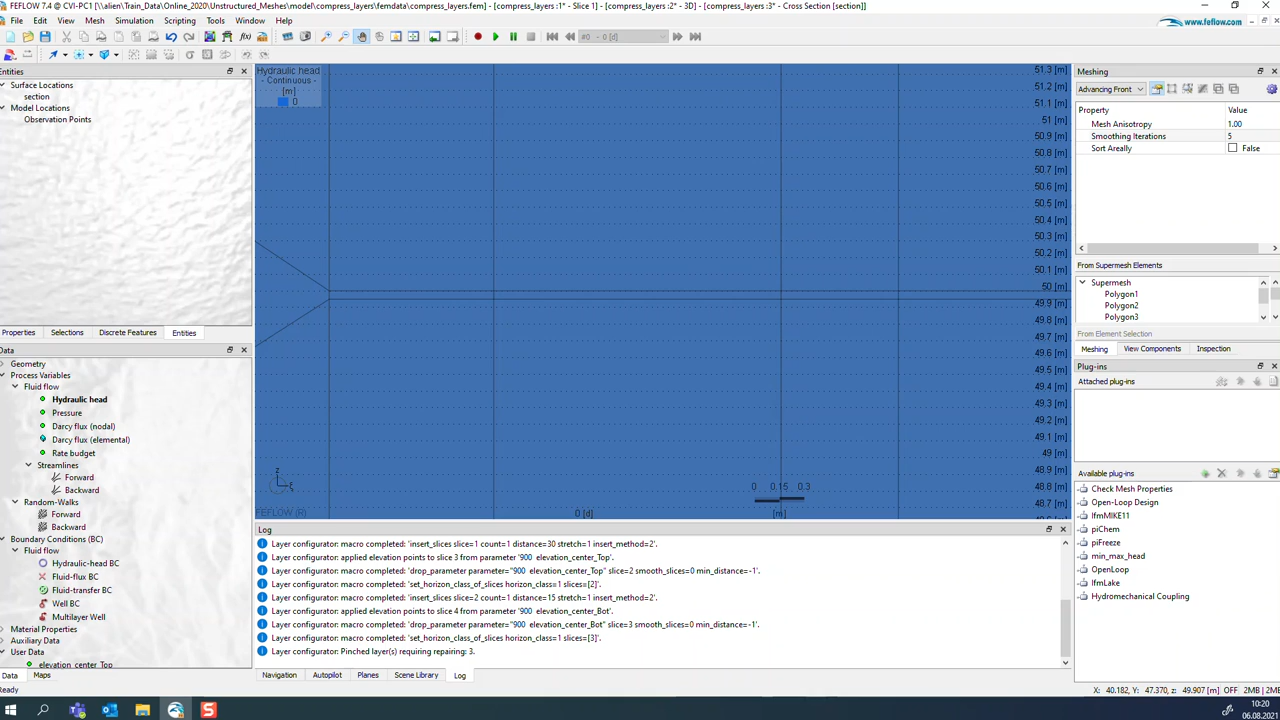 FEFLOW 7.4 @ CVI-PC1 [\\alien\Train_Data\Online_2020\Unstructured_Meshes\model\compress_layers\femdata\compress_layers.fem] - [compress_layers :1* - Slice 1] - [compress_layers :2* - 3D] - [compress_layers :3* - Cross Section [section]]
File Edit View Mesh Simulation Scripting Tools Window Help
www.feflow.com
#0 - 0 [d]
f(x)
Entities
Surface Locations
section
Model Locations
Observation Points
Properties Selections Discrete Features Entities
Data
Geometry
Process Variables
Fluid flow
Hydraulic head
Pressure
Darcy flux (nodal)
Darcy flux (elemental)
Rate budget
Streamlines
Forward
Backward
Random-Walks
Forward
Backward
Boundary Conditions (BC)
Fluid flow
Hydraulic-head BC
Fluid-flux BC
Fluid-transfer BC
Well BC
Multilayer Well
Material Properties
Auxiliary Data
User Data
elevation_center_Top
Data Maps
Ready
Hydraulic head
- Continuous -
[m]
0
51.3 [m]
51.2 [m]
51.1 [m]
51 [m]
50.9 [m]
50.8 [m]
50.7 [m]
50.6 [m]
50.5 [m]
50.4 [m]
50.3 [m]
50.2 [m]
50.1 [m]
50 [m]
49.9 [m]
49.8 [m]
49.7 [m]
49.6 [m]
49.5 [m]
49.4 [m]
49.3 [m]
49.2 [m]
49.1 [m]
49 [m]
48.9 [m]
48.8 [m]
48.7 [m]
z
ξ
0 0.15 0.3
FEFLOW (R)
0 [d]
[m]
Log
Layer configurator: macro completed: 'insert_slices slice=1 count=1 distance=30 stretch=1 insert_method=2'.
Layer configurator: applied elevation points to slice 3 from parameter '900 elevation_center_Top'.
Layer configurator: macro completed: 'drop_parameter parameter="900 elevation_center_Top" slice=2 smooth_slices=0 min_distance=-1'.
Layer configurator: macro completed: 'set_horizon_class_of_slices horizon_class=1 slices=[2]'.
Layer configurator: macro completed: 'insert_slices slice=2 count=1 distance=15 stretch=1 insert_method=2'.
Layer configurator: applied elevation points to slice 4 from parameter '900 elevation_center_Bot'.
Layer configurator: macro completed: 'drop_parameter parameter="900 elevation_center_Bot" slice=3 smooth_slices=0 min_distance=-1'.
Layer configurator: macro completed: 'set_horizon_class_of_slices horizon_class=1 slices=[3]'.
Layer configurator: Pinched layer(s) requiring repairing: 3.
Navigation Autopilot Planes Scene Library Log
Meshing
Advancing Front
Property Value
Mesh Anisotropy 1.00
Smoothing Iterations 5
Sort Areally False
From Supermesh Elements
Supermesh
Polygon1
Polygon2
Polygon3
From Element Selection
Meshing View Components Inspection
Plug-ins
Attached plug-ins
Available plug-ins
Check Mesh Properties
Open-Loop Design
IfmMIKE11
piChem
piFreeze
min_max_head
OpenLoop
IfmLake
Hydromechanical Coupling
X: 40.182, Y: 47.370, z: 49.907 [m] OFF 2MB
10:20
06.08.2021